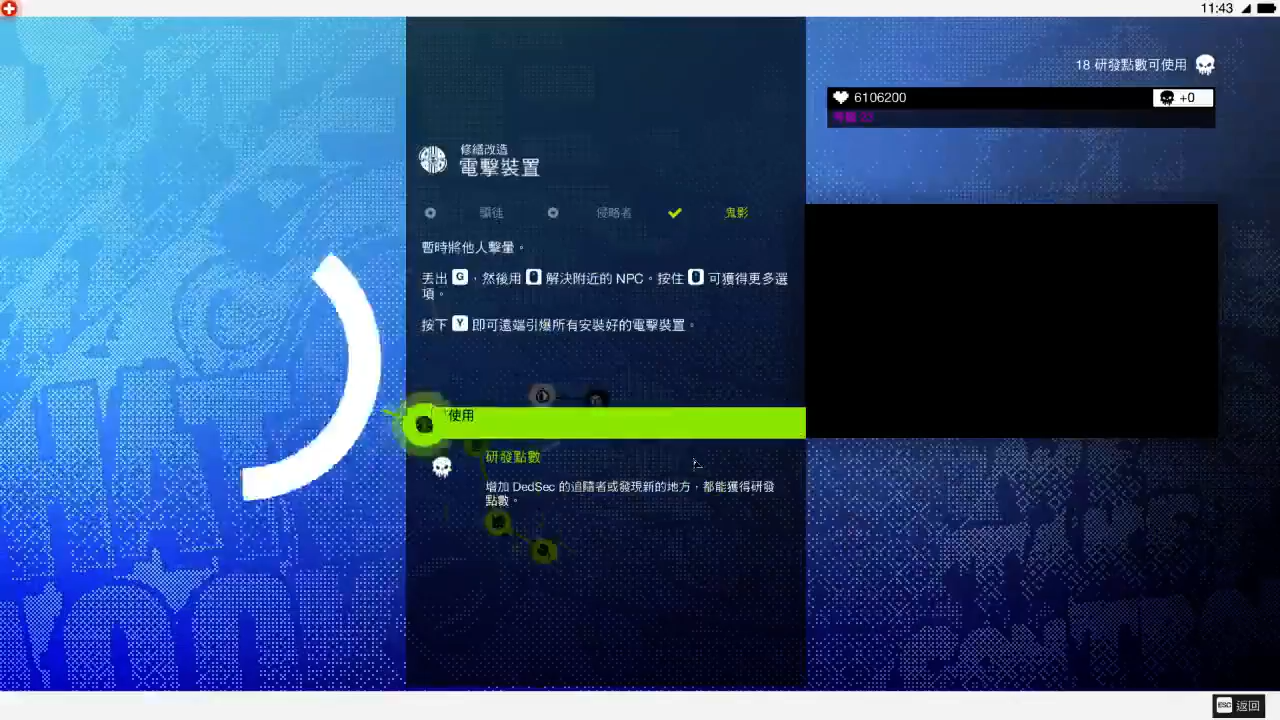 11:43
18 研發點數可使用
6106200
+0
等級 23
修繕改造
電擊裝置
騙徒 侵略者 鬼影
暫時將他人擊暈。
丟出 G，然後用 解決附近的 NPC。按住 可獲得更多選
項。
按下 Y 即可遠端引爆所有安裝好的電擊裝置。
使用
研發點數
增加 DedSec 的追隨者或發現新的地方，都能獲得研發
點數。
ESC 返回